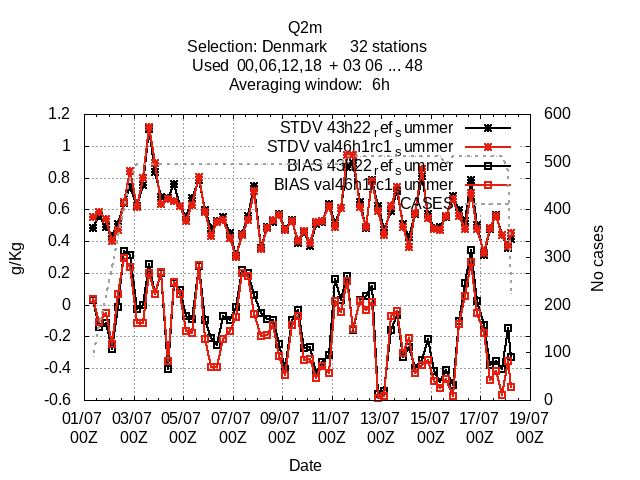 Q2m
Selection: Denmark 32 stations
Used 00,06,12,18 + 03 06 ... 48
Averaging window: 6h
STDV 43h22_ref_summer
STDV val46h1rc1_summer
BIAS 43h22_ref_summer
BIAS val46h1rc1_summer
CASES
g/Kg
No cases
1.2
1
0.8
0.6
0.4
0.2
0
-0.2
-0.4
-0.6
600
500
400
300
200
100
0
01/07 03/07 05/07 07/07 09/07 11/07 13/07 15/07 17/07 19/07
00Z 00Z 00Z 00Z 00Z 00Z 00Z 00Z 00Z 00Z
Date